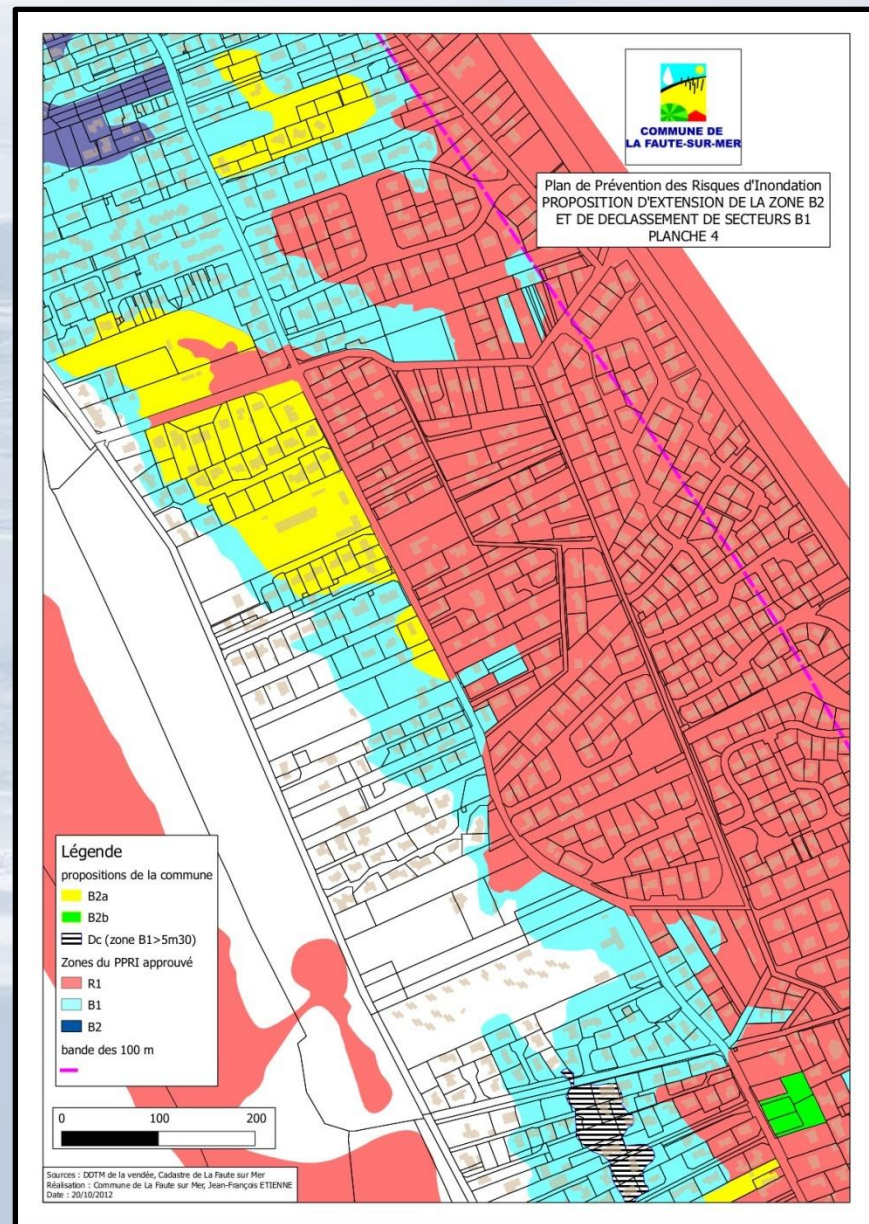 COMMUNE DE
LA FAUTE-SUR-MER
Plan de Prévention des Risques d'Inondation
PROPOSITION D'EXTENSION DE LA ZONE B2
ET DE DECLASSEMENT DE SECTEURS B1
PLANCHE 4
Légende
propositions de la commune
B2a
B2b
Dc (zone B1>5m30)
Zones du PPRI approuvé
R1
B1
B2
bande des 100 m
0 100 200
Sources : DDTM de la vendée, Cadastre de La Faute sur Mer
Réalisation : Commune de La Faute sur Mer, Jean-François ETIENNE
Date : 20/10/2012